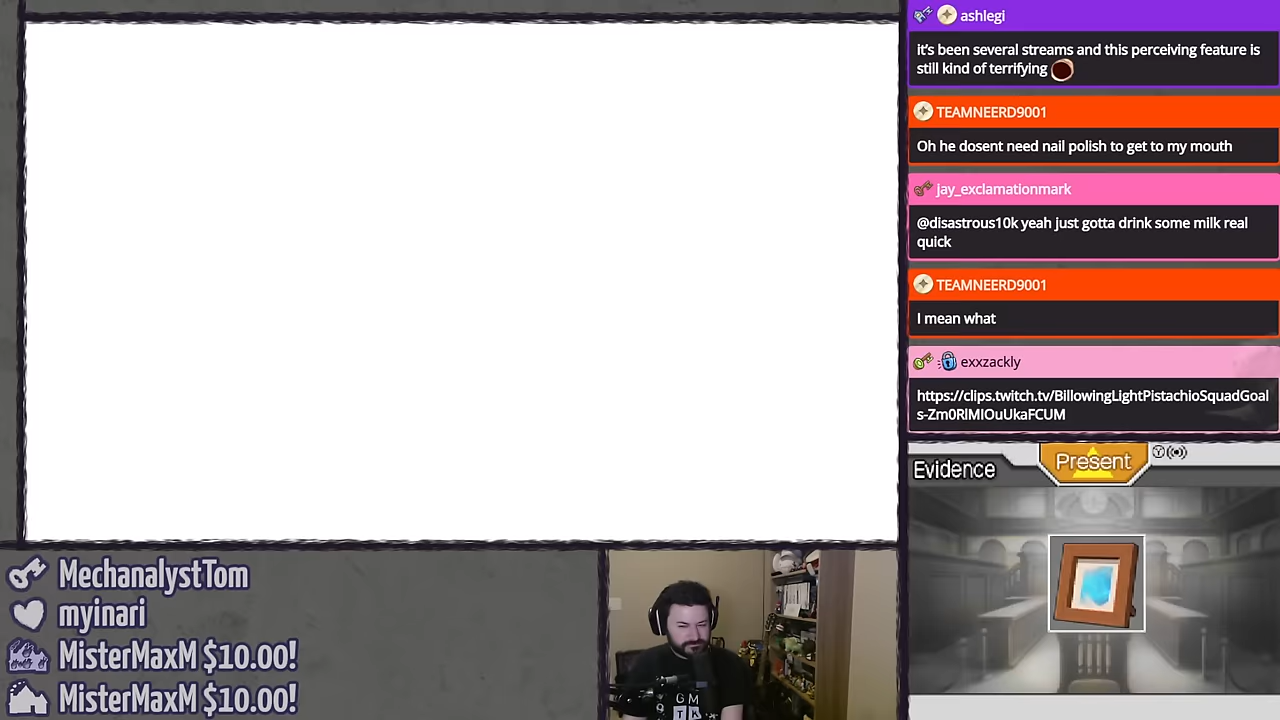 ashlegi
it's been several streams and this perceiving feature is
still kind of terrifying
TEAMNEERD9001
Oh he dosent need nail polish to get to my mouth
jay_exclamationmark
@disastrous10k yeah just gotta drink some milk real
quick
TEAMNEERD9001
I mean what
exxzackly
https://clips.twitch.tv/BillowingLightPistachioSquadGoal
s-Zm0RlMIOuUkaFCUM
Evidence
Present
Y
MechanalystTom
myinari
MisterMaxM $10.00!
MisterMaxM $10.00!
G M
T K